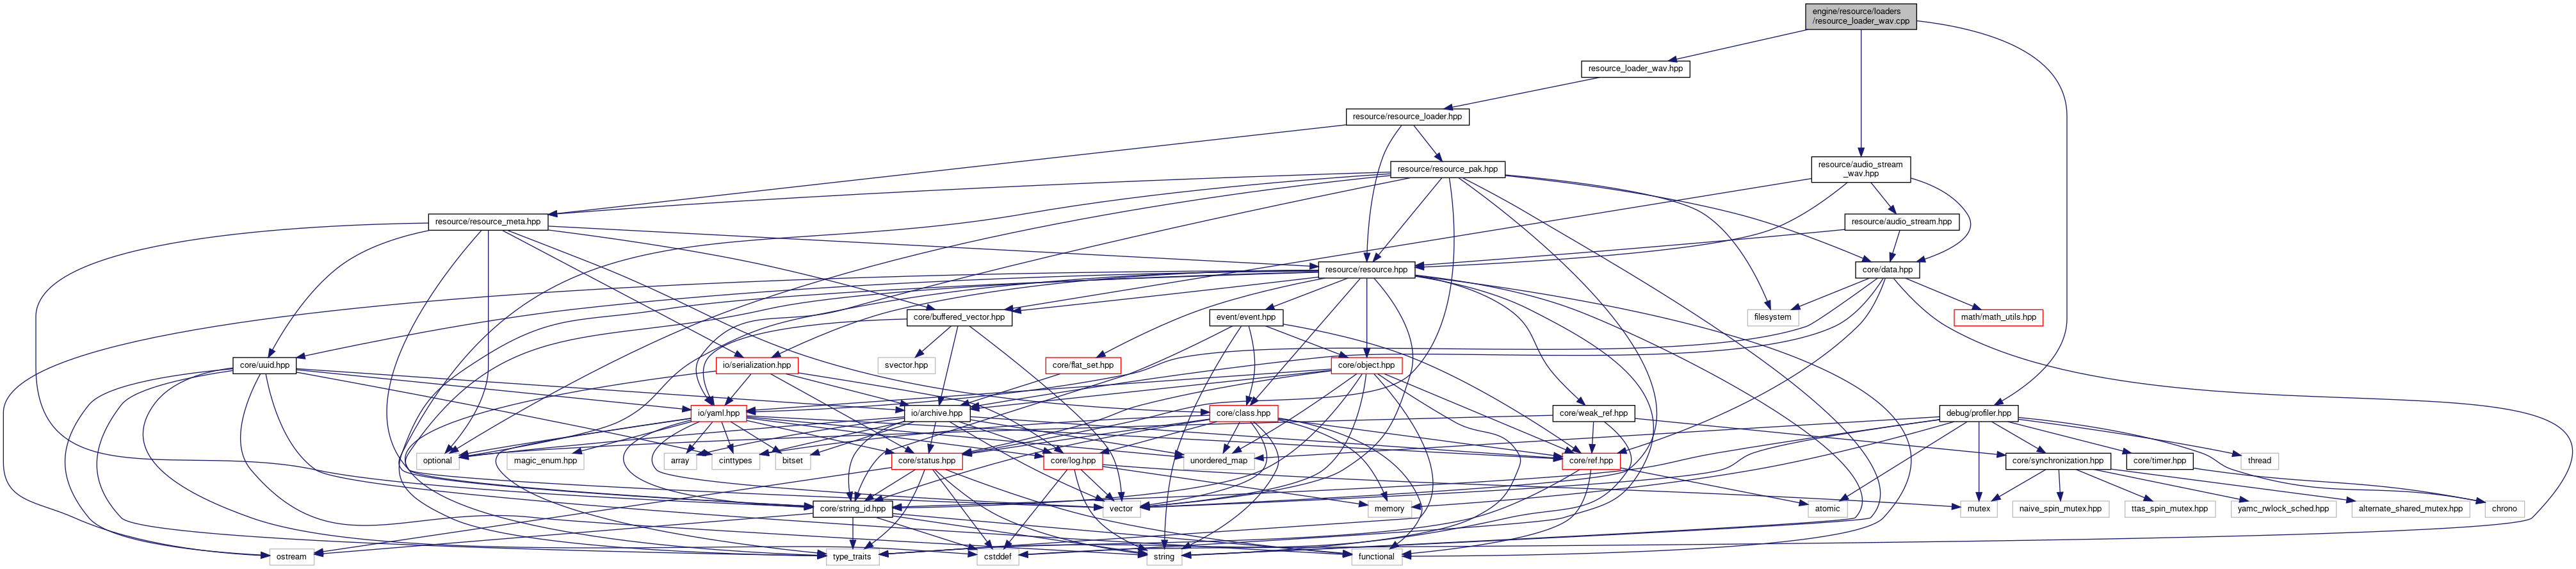 engine/resource/loaders
/resource_loader_wav.cpp
resource_loader_wav.hpp
resource/resource_loader.hpp
resource/resource_pak.hpp
resource/audio_stream
_wav.hpp
resource/resource_meta.hpp
resource/audio_stream.hpp
resource/resource.hpp
core/data.hpp
core/buffered_vector.hpp
event/event.hpp
filesystem
math/math_utils.hpp
core/uuid.hpp
io/serialization.hpp
svector.hpp
core/flat_set.hpp
core/object.hpp
io/yaml.hpp
io/archive.hpp
core/class.hpp
core/weak_ref.hpp
debug/profiler.hpp
optional
magic_enum.hpp
array
cinttypes
bitset
core/status.hpp
core/log.hpp
unordered_map
core/ref.hpp
core/synchronization.hpp
core/timer.hpp
thread
core/string_id.hpp
vector
memory
atomic
mutex
naive_spin_mutex.hpp
ttas_spin_mutex.hpp
yamc_rwlock_sched.hpp
alternate_shared_mutex.hpp
chrono
ostream
type_traits
cstddef
string
functional